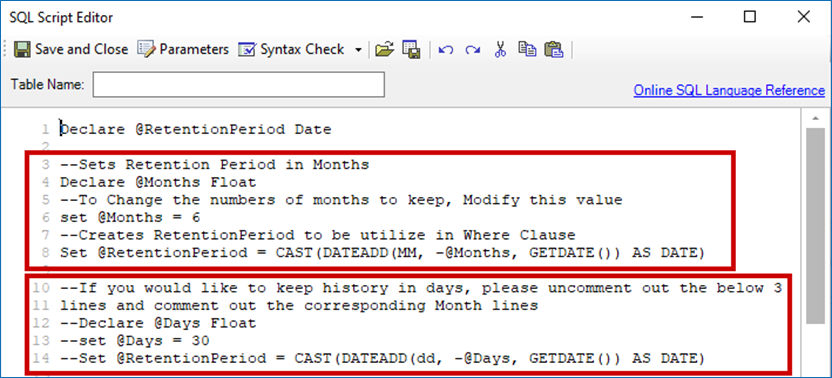 SQL Script Editor
Save and Close Parameters Syntax Check
Table Name:
Online SQL Language Reference
1 Declare @RetentionPeriod Date
2
3 --Sets Retention Period in Months
4 Declare @Months Float
5 --To Change the numbers of months to keep, Modify this value
6 set @Months = 6
7 --Creates RetentionPeriod to be utilize in Where Clause
8 Set @RetentionPeriod = CAST(DATEADD(MM, -@Months, GETDATE()) AS DATE)
10 --If you would like to keep history in days, please uncomment out the below 3
11 lines and comment out the corresponding Month lines
12 --Declare @Days Float
13 --set @Days = 30
14 --Set @RetentionPeriod = CAST(DATEADD(dd, -@Days, GETDATE()) AS DATE)